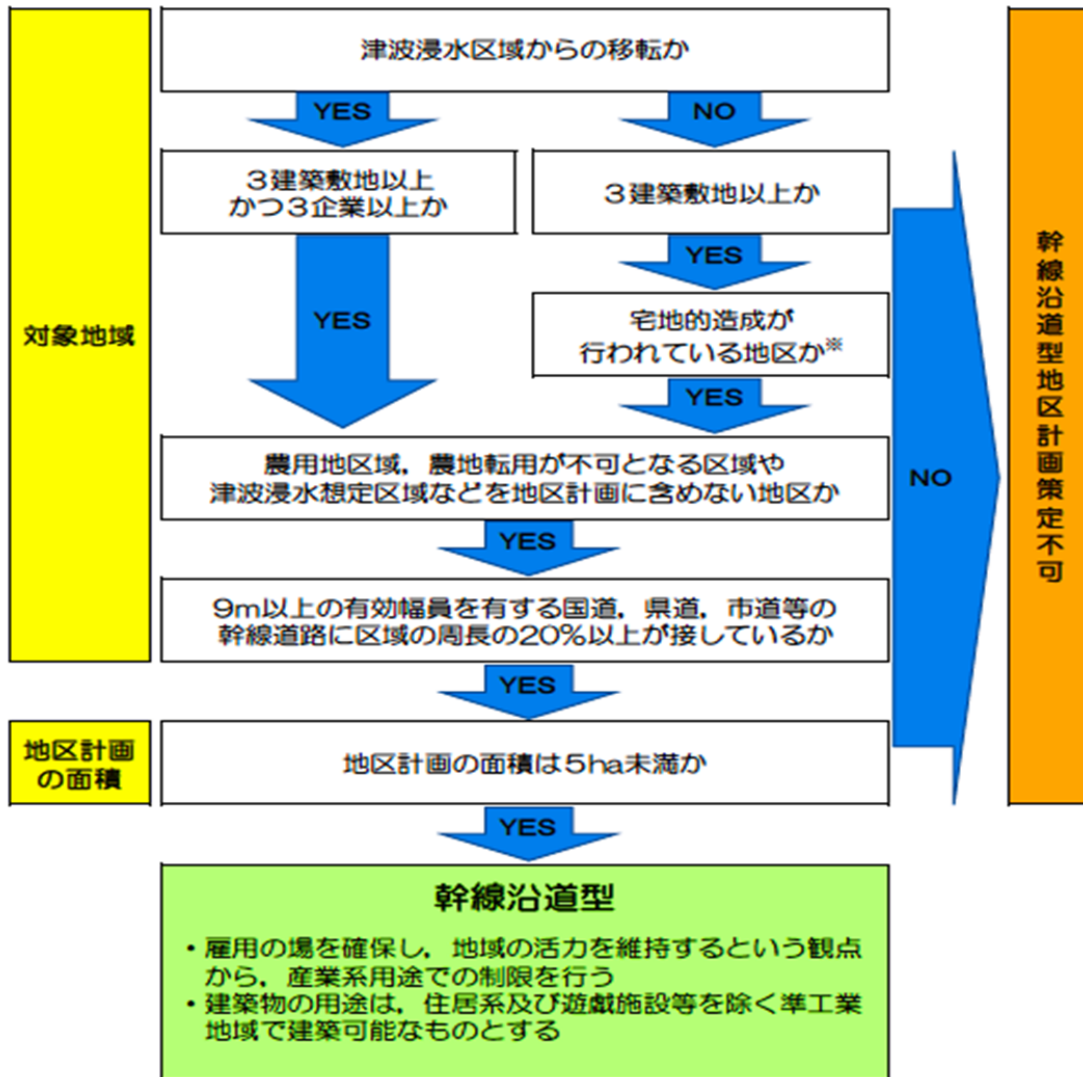 津波浸水区域からの移転か
YES
NO
3建築敷地以上
かつ3企業以上か
3建築敷地以上か
YES
YES
宅地的造成が
行われている地区か※
YES
対象地域
農用地区域，農地転用が不可となる区域や
津波浸水想定区域などを地区計画に含めない地区か
YES
9m以上の有効幅員を有する国道，県道，市道等の
幹線道路に区域の周長の20%以上が接しているか
YES
地区計画
の面積
地区計画の面積は5ha未満か
NO
幹線沿道型地区計画策定不可
YES
幹線沿道型
・雇用の場を確保し，地域の活力を維持するという観点
から，産業系用途での制限を行う
・建築物の用途は，住居系及び遊戯施設等を除く準工業
地域で建築可能なものとする